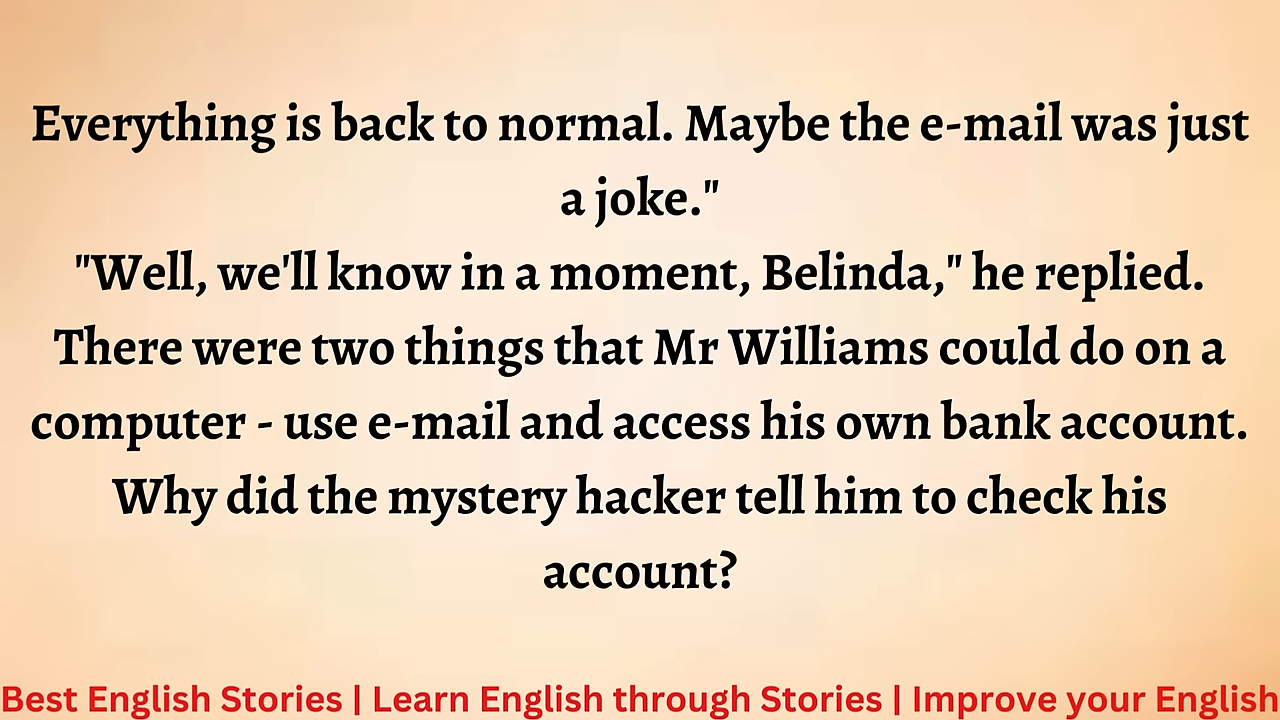 Everything is back to normal. Maybe the e-mail was just
a joke."
"Well, we'll know in a moment, Belinda," he replied.
There were two things that Mr Williams could do on a
computer - use e-mail and access his own bank account.
Why did the mystery hacker tell him to check his
account?
Best English Stories | Learn English through Stories | Improve your English